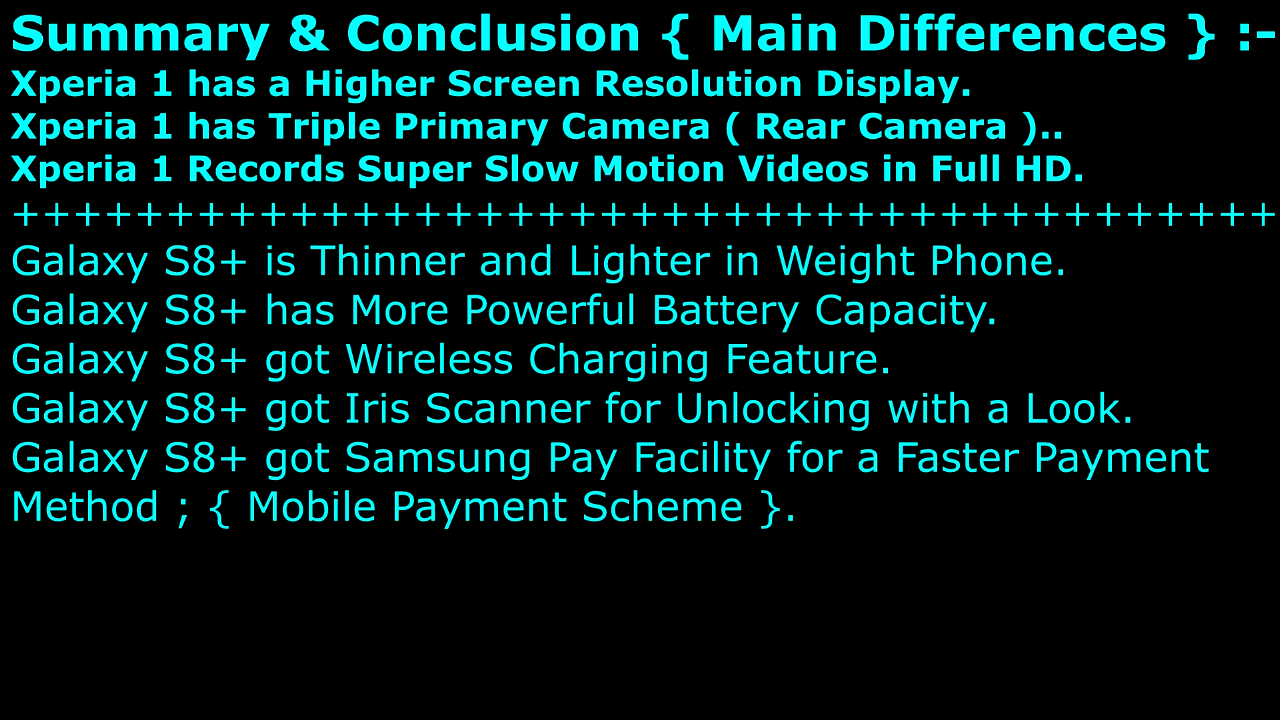 Summary & Conclusion { Main Differences } :-
Xperia 1 has a Higher Screen Resolution Display.
Xperia 1 has Triple Primary Camera ( Rear Camera )..
Xperia 1 Records Super Slow Motion Videos in Full HD.
+++++++++++++++++++++++++++++++++++++++++
Galaxy S8+ is Thinner and Lighter in Weight Phone.
Galaxy S8+ has More Powerful Battery Capacity.
Galaxy S8+ got Wireless Charging Feature.
Galaxy S8+ got Iris Scanner for Unlocking with a Look.
Galaxy S8+ got Samsung Pay Facility for a Faster Payment
Method ; { Mobile Payment Scheme }.